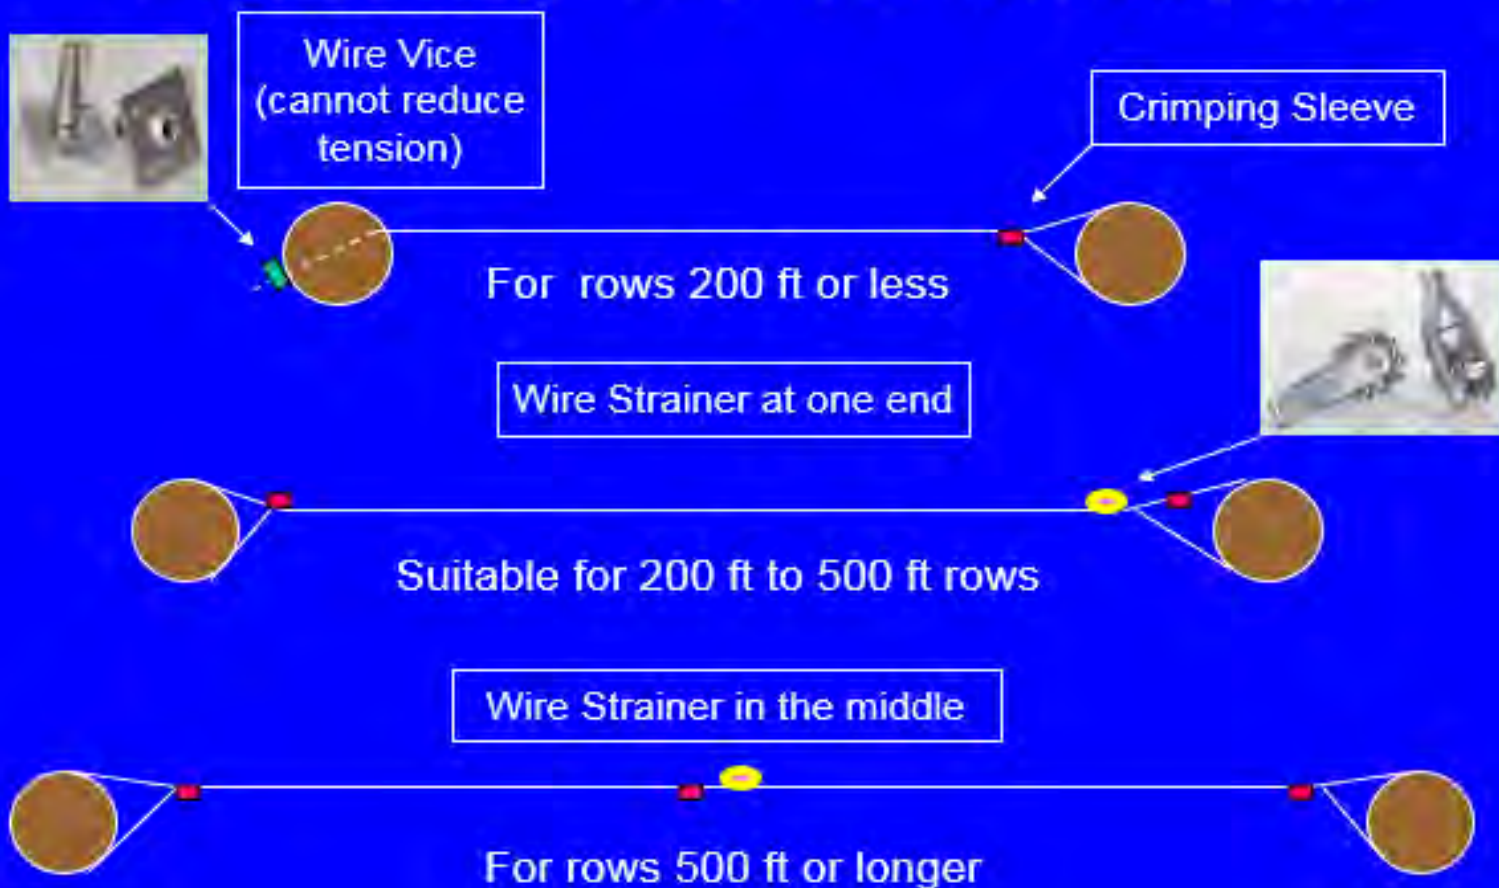 Wire Vice
(cannot reduce
tension)
Crimping Sleeve
For rows 200 ft or less
Wire Strainer at one end
Suitable for 200 ft to 500 ft rows
Wire Strainer in the middle
For rows 500 ft or longer